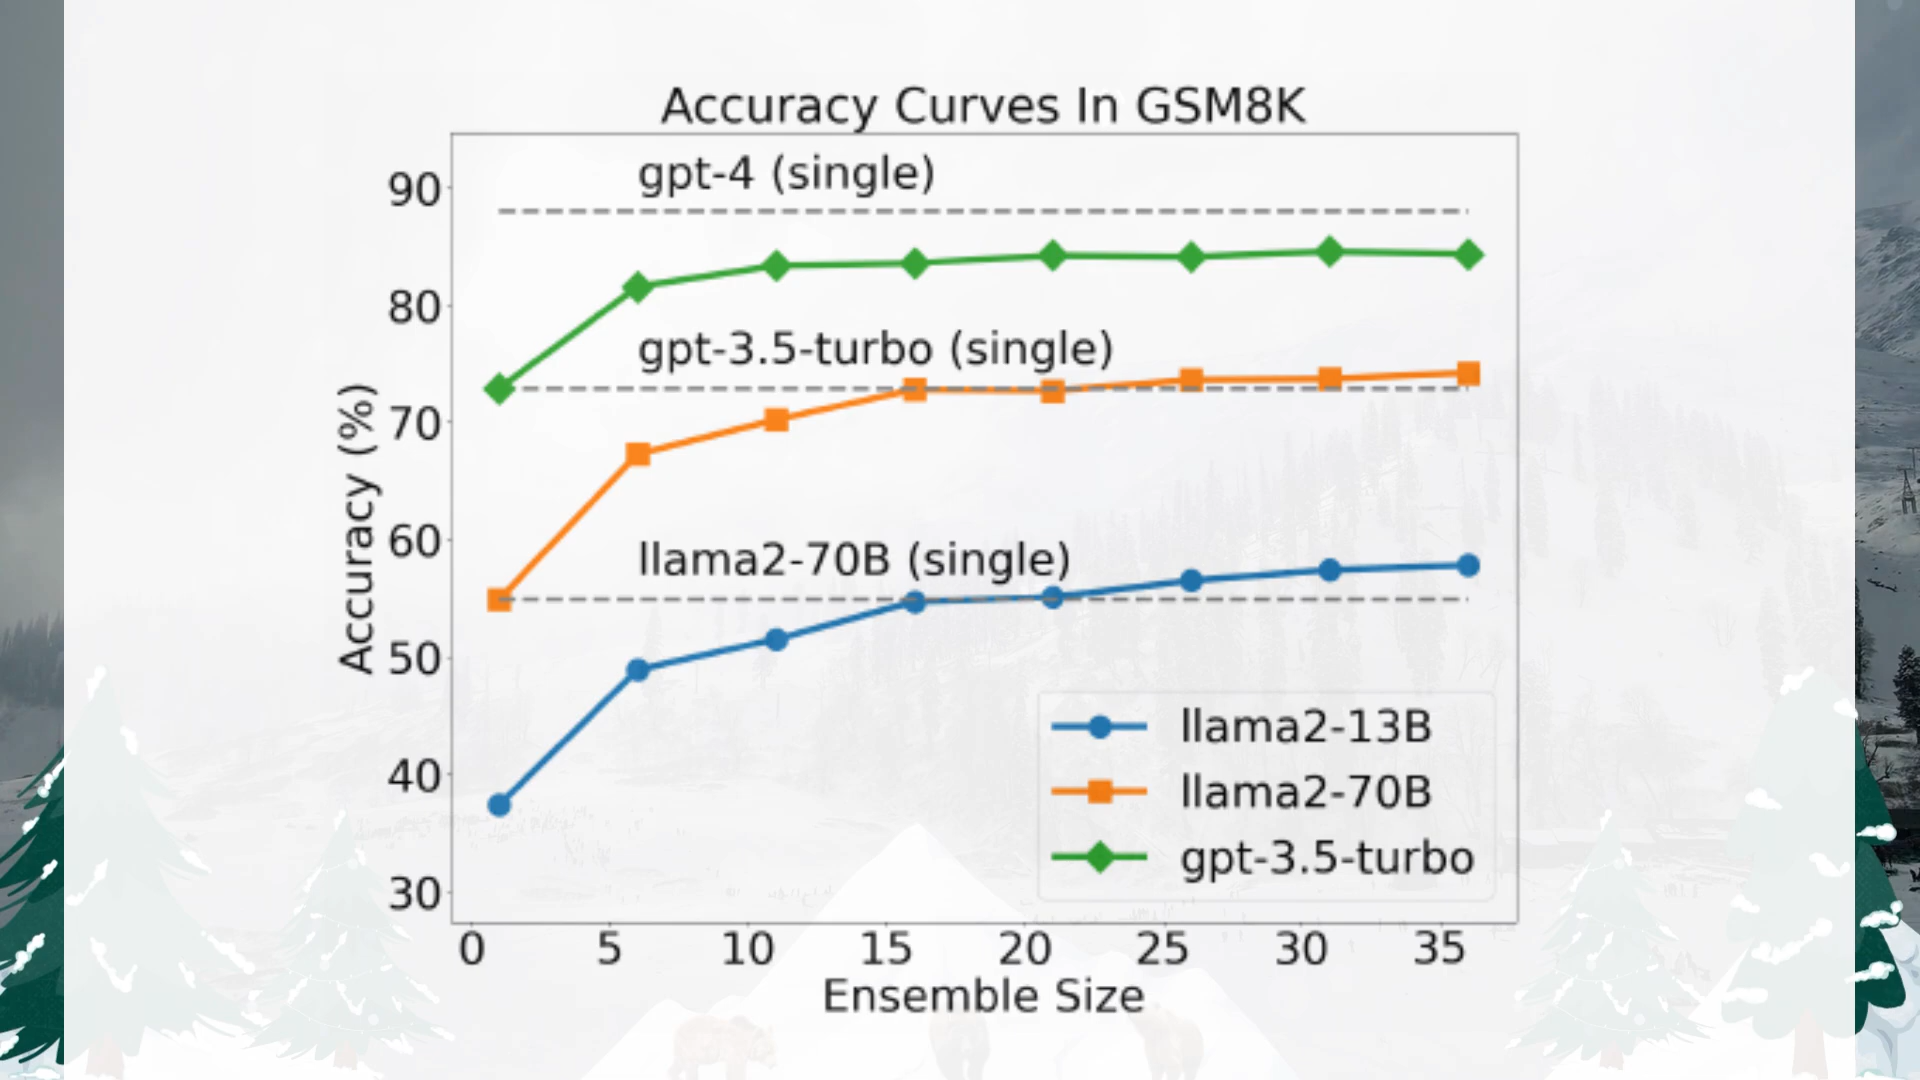 Accuracy Curves In GSM8K
gpt-4 (single)
gpt-3.5-turbo (single)
llama2-70B (single)
Accuracy (%)
90
80
70
60
50
40
30
llama2-13B
llama2-70B
gpt-3.5-turbo
0 5 10 15 20 25 30 35
Ensemble Size